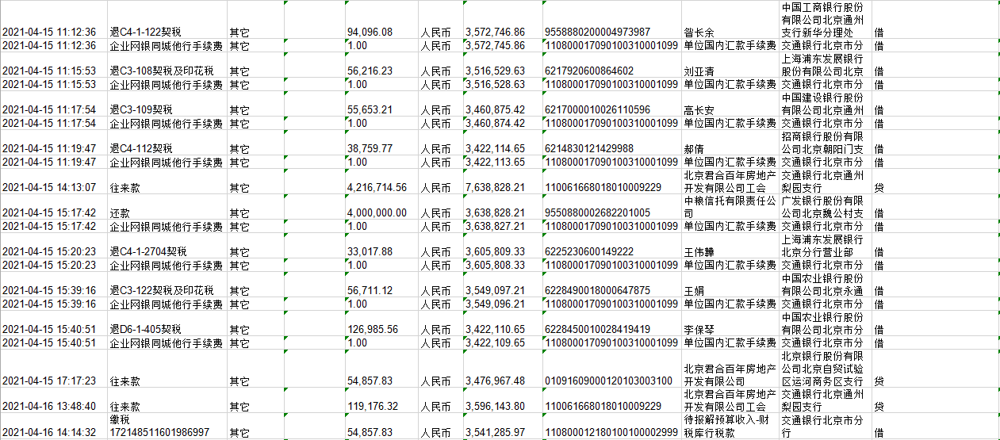 中国工商银行股份
有限公司北京通州
2021-04-15 11:12:36 退C4-1-122契税 其它 94,096.08 人民币 3,572,746.86 9558880200004973987 昝长余 支行新华分理处 借
2021-04-15 11:12:36 企业网银同城他行手续费 其它 1.00 人民币 3,572,745.86 110800017090100310001099 单位国内汇款手续费 交通银行北京市分 借
上海浦东发展银行
2021-04-15 11:15:53 退C3-108契税及印花税 其它 56,216.23 人民币 3,516,529.63 6217920600864602 刘亚清 股份有限公司北京 借
2021-04-15 11:15:53 企业网银同城他行手续费 其它 1.00 人民币 3,516,528.63 110800017090100310001099 单位国内汇款手续费 交通银行北京市分 借
中国建设银行股份
2021-04-15 11:17:54 退C3-109契税 其它 55,653.21 人民币 3,460,875.42 6217000010026110596 高长安 有限公司北京通州 借
2021-04-15 11:17:54 企业网银同城他行手续费 其它 1.00 人民币 3,460,874.42 110800017090100310001099 单位国内汇款手续费 交通银行北京市分 借
招商银行股份有限
2021-04-15 11:19:47 退C4-112契税 其它 38,759.77 人民币 3,422,114.65 6214830121429988 郝倩 公司北京朝阳门支 借
2021-04-15 11:19:47 企业网银同城他行手续费 其它 1.00 人民币 3,422,113.65 110800017090100310001099 单位国内汇款手续费 交通银行北京市分 借
北京君合百年房地产 交通银行北京通州
2021-04-15 14:13:07 往来款 其它 4,216,714.56 人民币 7,638,828.21 110061668018010009229 开发有限公司工会 梨园支行 贷
中粮信托有限责任公 广发银行股份有限
2021-04-15 15:17:42 还款 其它 4,000,000.00 人民币 3,638,828.21 9550880002682201005 司 公司北京魏公村支 借
2021-04-15 15:17:42 企业网银同城他行手续费 其它 1.00 人民币 3,638,827.21 110800017090100310001099 单位国内汇款手续费 交通银行北京市分 借
上海浦东发展银行
2021-04-15 15:20:23 退C4-1-2704契税 其它 33,017.88 人民币 3,605,809.33 6225230600149222 王伟 北京分行营业部 借
2021-04-15 15:20:23 企业网银同城他行手续费 其它 1.00 人民币 3,605,808.33 110800017090100310001099 单位国内汇款手续费 交通银行北京市分 借
中国农业银行股份
2021-04-15 15:39:16 退C3-122契税及印花税 其它 56,711.12 人民币 3,549,097.21 6228490018000647875 王娟 有限公司北京永通 借
2021-04-15 15:39:16 企业网银同城他行手续费 其它 1.00 人民币 3,549,096.21 110800017090100310001099 单位国内汇款手续费 交通银行北京市分 借
中国农业银行股份
2021-04-15 15:40:51 退D6-1-405契税 其它 126,985.56 人民币 3,422,110.65 6228450010028419419 李保琴 有限公司北京市分 借
2021-04-15 15:40:51 企业网银同城他行手续费 其它 1.00 人民币 3,422,109.65 110800017090100310001099 单位国内汇款手续费 交通银行北京市分 借
北京银行股份有限
北京君合百年房地产 公司北京自贸试验
2021-04-15 17:17:23 往来款 其它 54,857.83 人民币 3,476,967.48 01091609000120103003100 开发有限公司 区运河商务区支行 贷
北京君合百年房地产 交通银行北京通州
2021-04-16 13:48:40 往来款 其它 119,176.32 人民币 3,596,143.80 110061668018010009229 开发有限公司工会 梨园支行 贷
缴税 待报解预算收入-财 交通银行北京市分
2021-04-16 14:14:32 172148511601986997 其它 54,857.83 人民币 3,541,285.97 110800012180100100002999 税库行税款 行 借